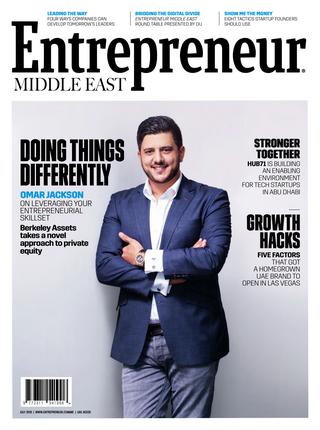 LEADING THE WAY
FOUR WAYS COMPANIES CAN
DEVELOP TOMORROW'S LEADERS
BRIDGING THE DIGITAL DIVIDE
ENTREPRENEUR MIDDLE EAST
ROUND TABLE PRESENTED BY DU
SHOW ME THE MONEY
EIGHT TACTICS STARTUP FOUNDERS
SHOULD USE
Entrepreneur®
MIDDLE EAST
DOING THINGS
DIFFERENTLY
OMAR JACKSON
ON LEVERAGING YOUR
ENTREPRENEURIAL
SKILLSET
Berkeley Assets
takes a novel
approach to private
equity
STRONGER
TOGETHER
HUB71 IS BUILDING
AN ENABLING
ENVIRONMENT
FOR TECH STARTUPS
IN ABU DHABI
GROWTH
HACKS
FIVE FACTORS
THAT GOT
A HOMEGROWN
UAE BRAND TO
OPEN IN LAS VEGAS